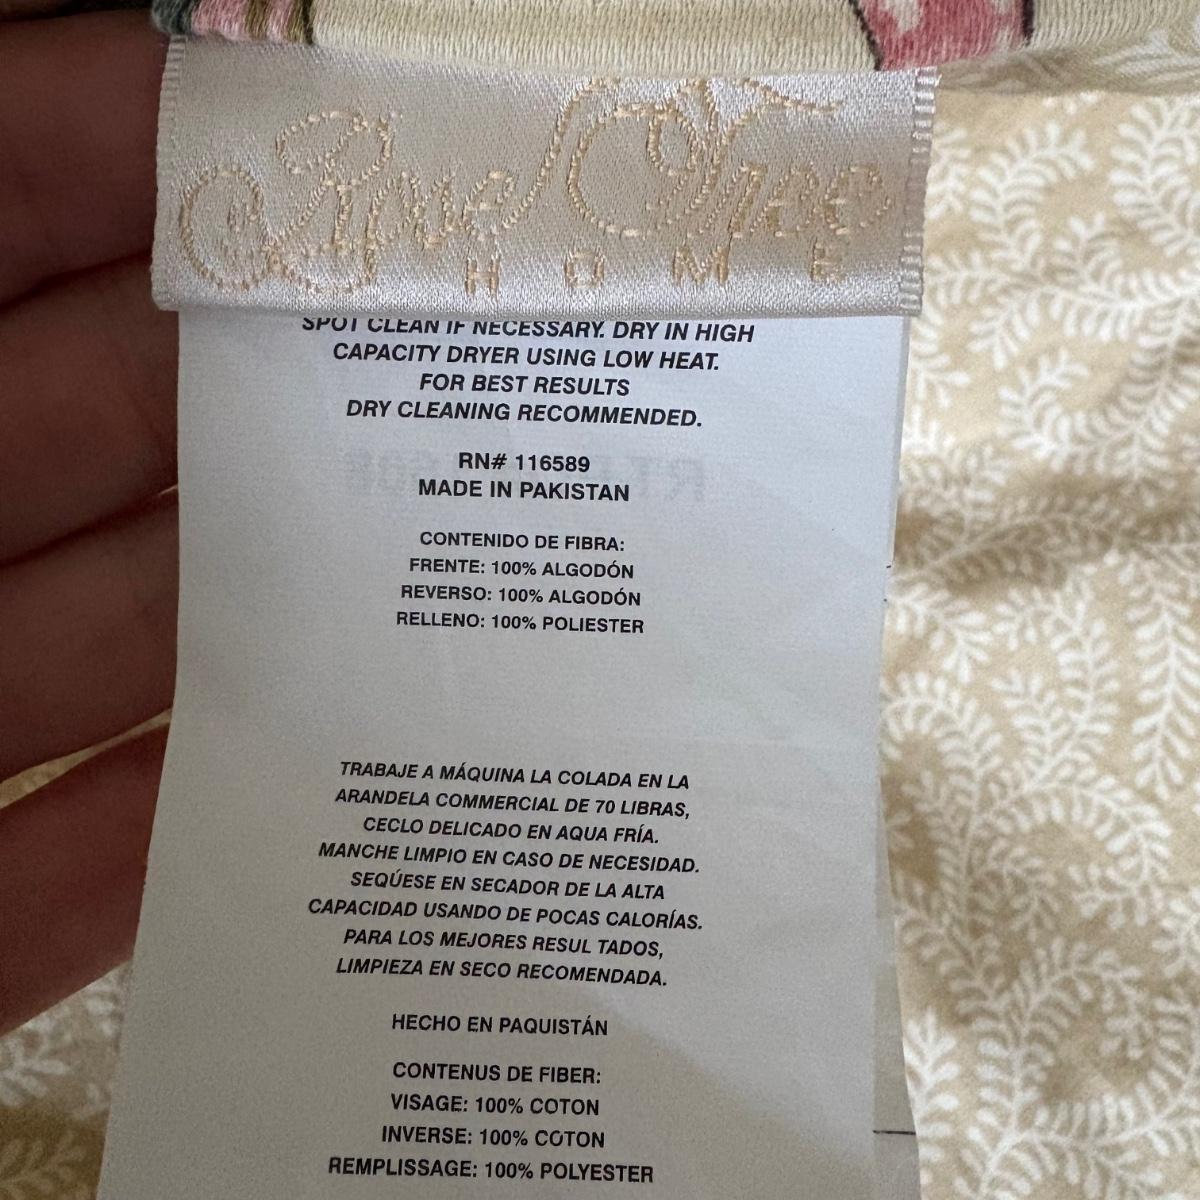 Rose Tree
HOME
SPOT CLEAN IF NECESSARY. DRY IN HIGH
CAPACITY DRYER USING LOW HEAT.
FOR BEST RESULTS
DRY CLEANING RECOMMENDED.
RN# 116589
MADE IN PAKISTAN
CONTENIDO DE FIBRA:
FRENTE: 100% ALGODÓN
REVERSO: 100% ALGODÓN
RELLENO: 100% POLIESTER
TRABAJE A MÁQUINA LA COLADA EN LA
ARANDELA COMMERCIAL DE 70 LIBRAS,
CECLO DELICADO EN AQUA FRÍA.
MANCHE LIMPIO EN CASO DE NECESIDAD.
SEQÚESE EN SECADOR DE LA ALTA
CAPACIDAD USANDO DE POCAS CALORÍAS.
PARA LOS MEJORES RESUL TADOS,
LIMPIEZA EN SECO RECOMENDADA.
HECHO EN PAQUISTÁN
CONTENUS DE FIBER:
VISAGE: 100% COTON
INVERSE: 100% COTON
REMPLISSAGE: 100% POLYESTER